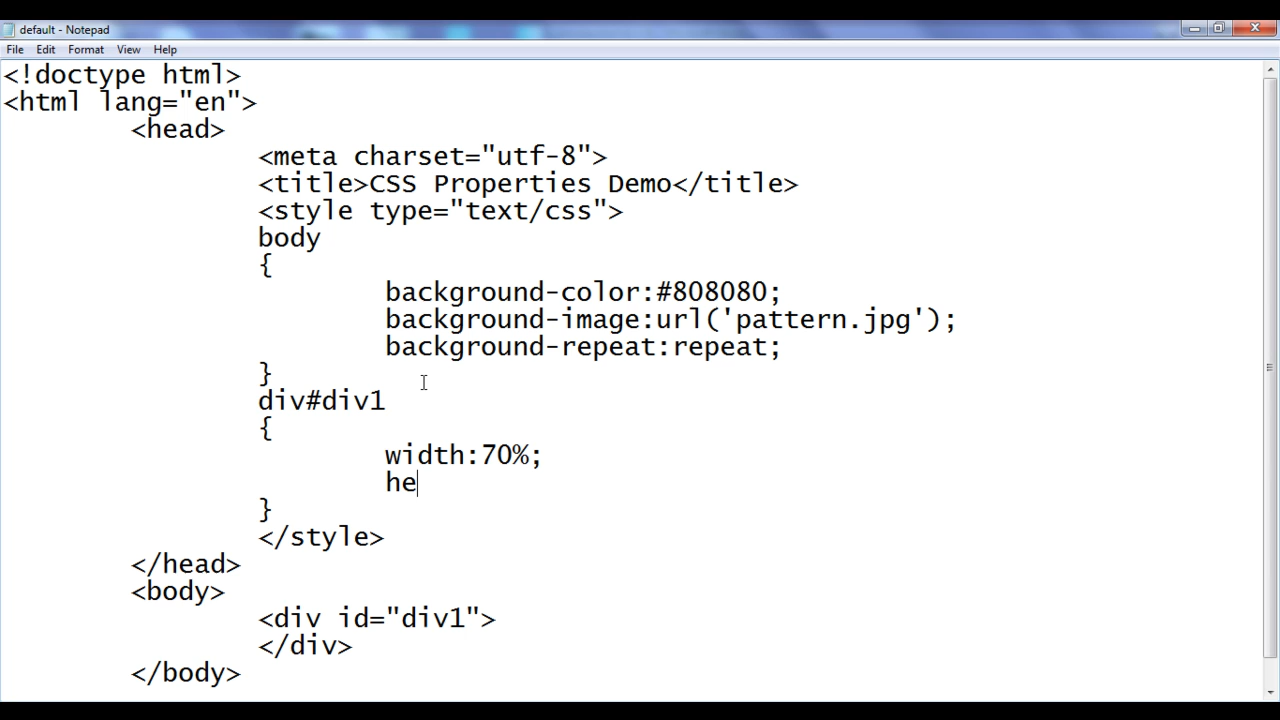 default - Notepad
File Edit Format View Help
<!doctype html>
<html lang="en">
<head>
<meta charset="utf-8">
<title>CSS Properties Demo</title>
<style type="text/css">
body
{
background-color:#808080;
background-image:url('pattern.jpg');
background-repeat:repeat;
}
div#div1
{
width:70%;
he
}
</style>
</head>
<body>
<div id="div1">
</div>
</body>